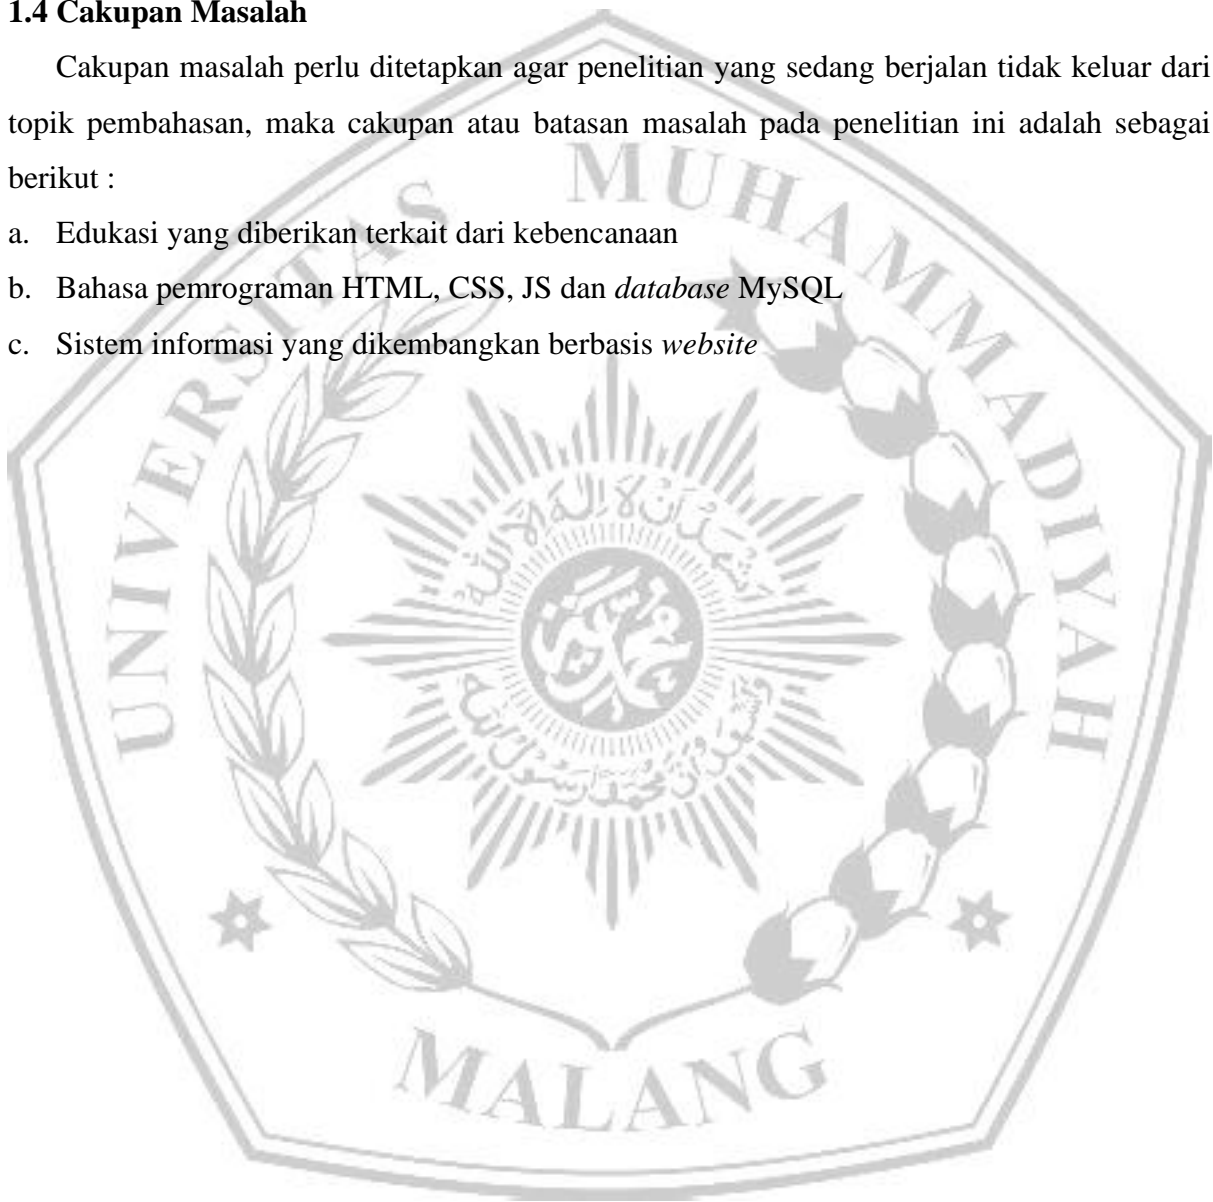 1.4 Cakupan Masalah
Cakupan masalah perlu ditetapkan agar penelitian yang sedang berjalan tidak keluar dari
topik pembahasan, maka cakupan atau batasan masalah pada penelitian ini adalah sebagai
berikut :
a. Edukasi yang diberikan terkait dari kebencanaan
b. Bahasa pemrograman HTML, CSS, JS dan database MySQL
c. Sistem informasi yang dikembangkan berbasis website
UNIVERSITAS MUHAMMADIYAH
MALANG